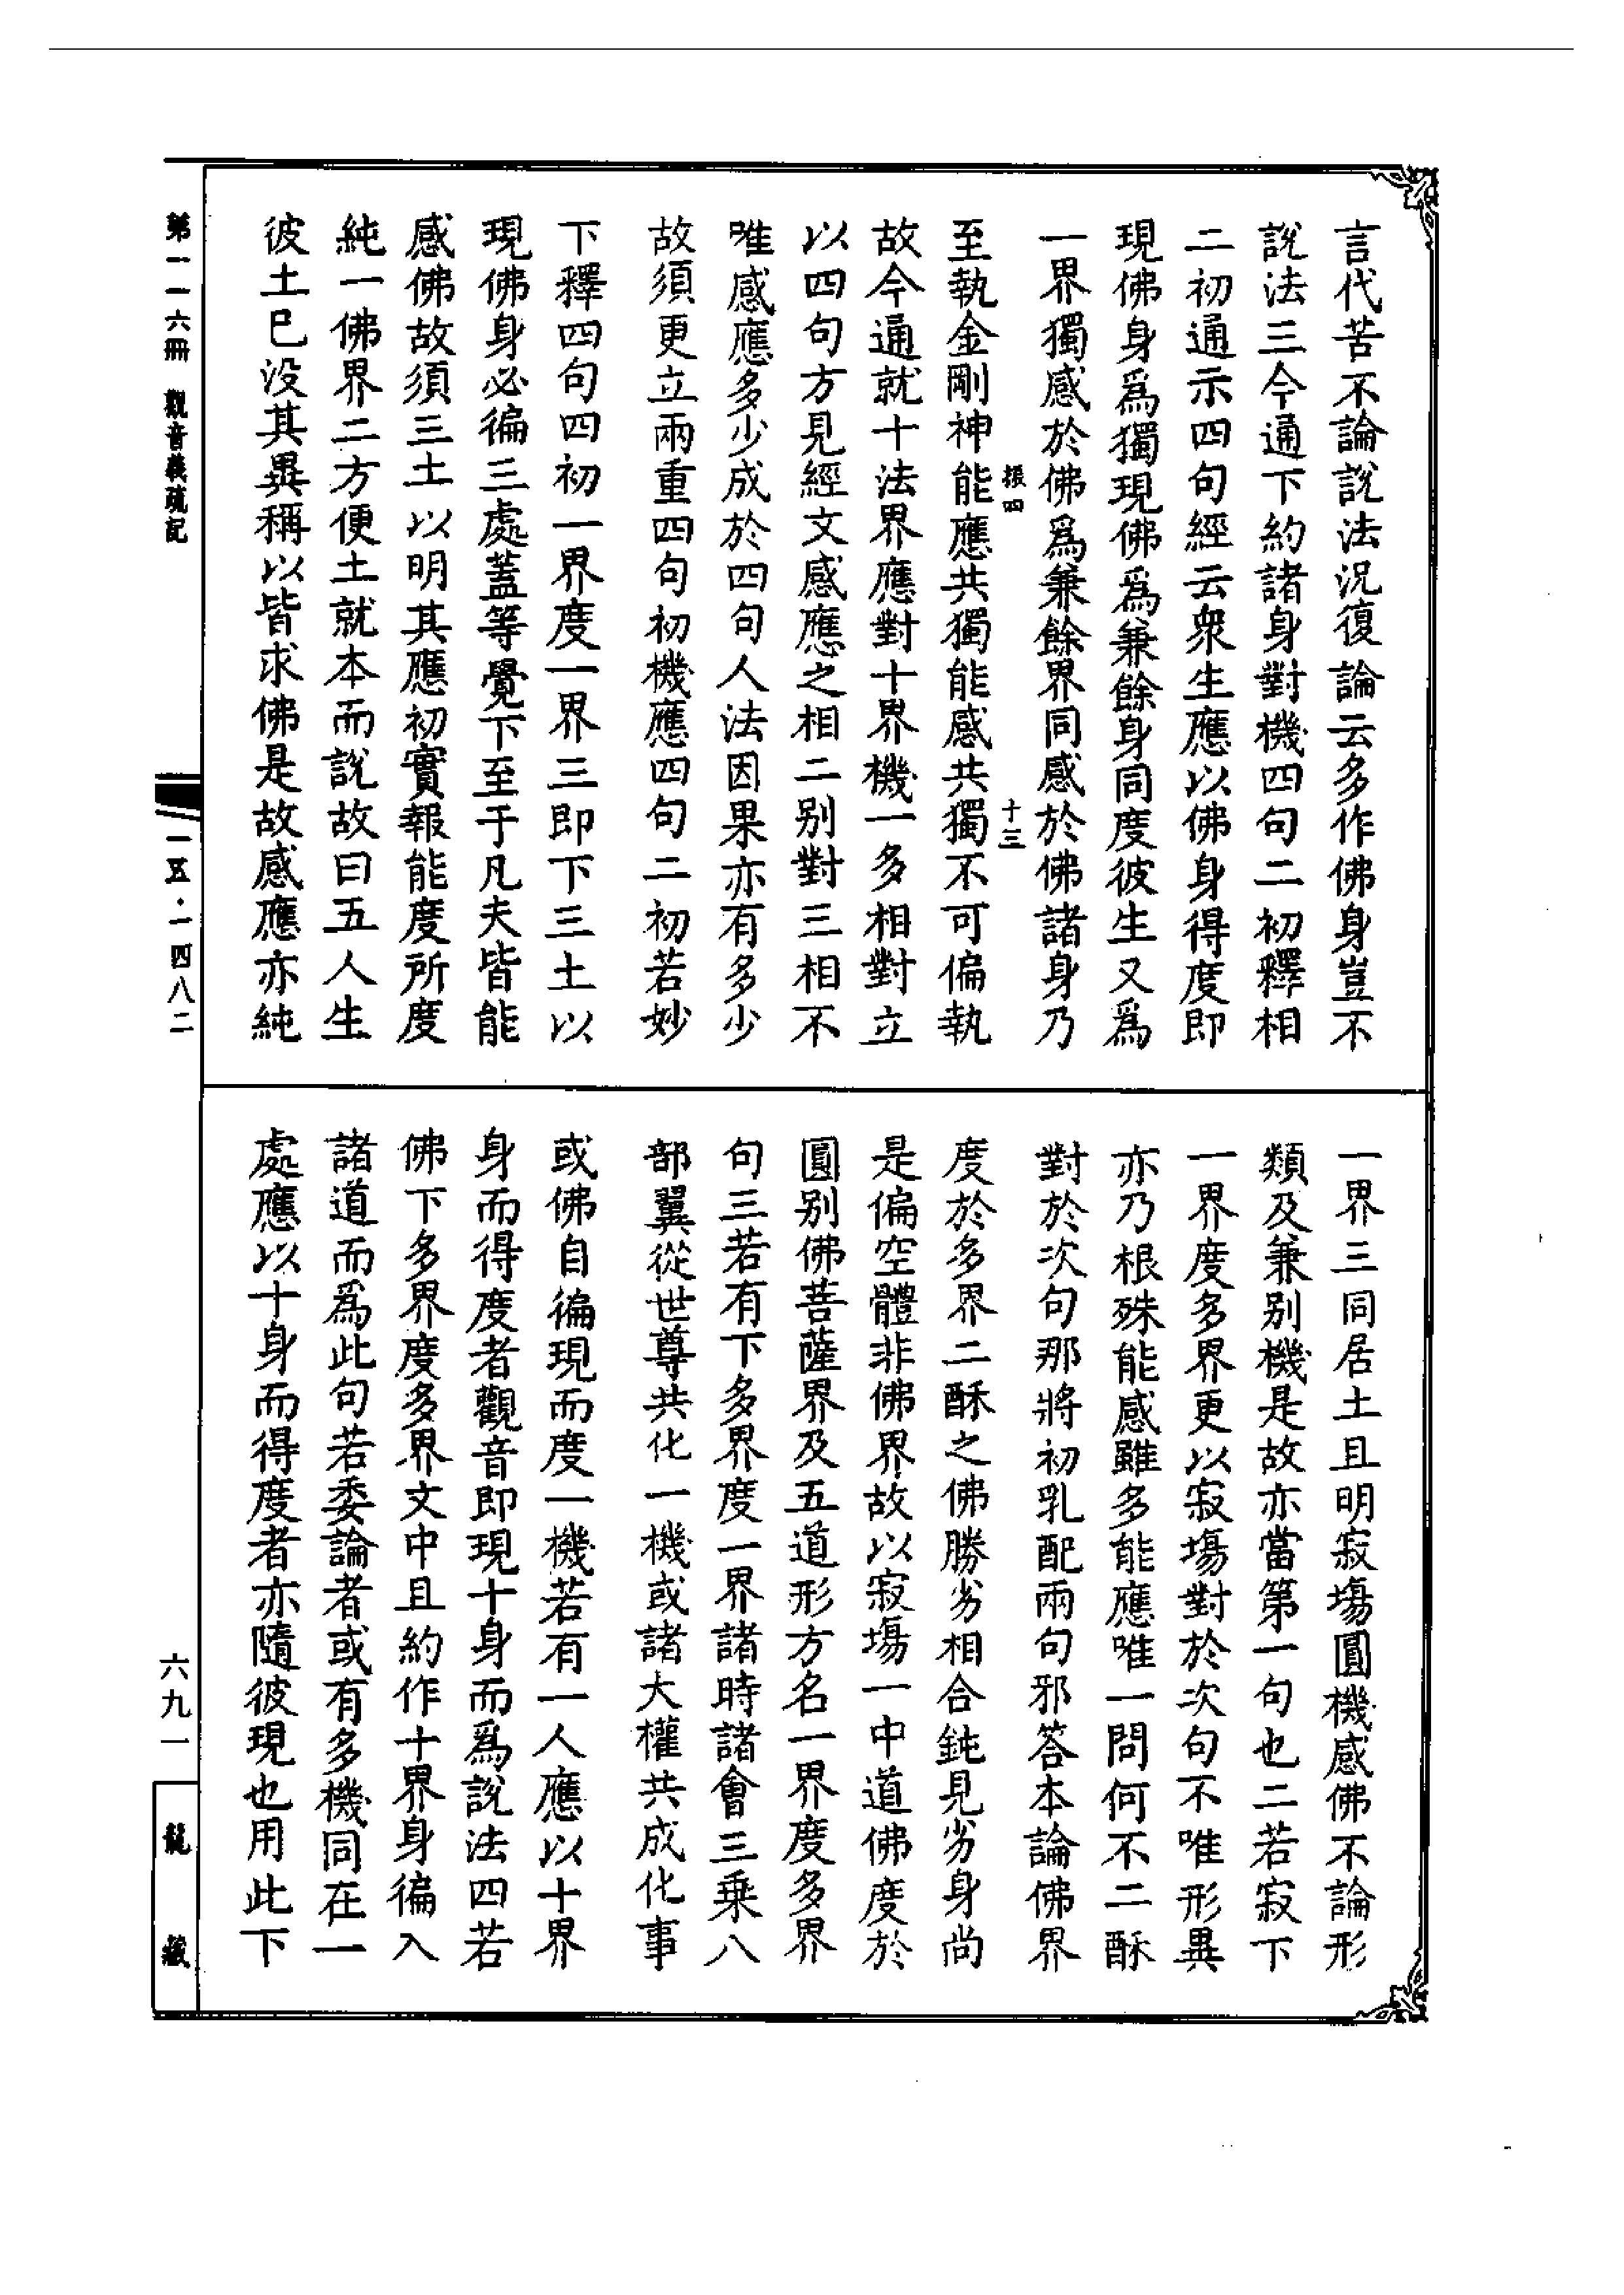 言代苦不論說法況復論云多作佛身豈不
說法三今通下約諸身對機四句二初釋相
二初通示四句經云衆生應以佛身得度即
現佛身爲獨現佛爲兼餘身同度彼生又爲
一界獨感於佛爲兼餘界同感於佛諸身乃
振四 十三
至執金剛神能應共獨能感共獨不可偏執
故今通就十法界應對十界機一多相對立
以四句方見經文感應之相二別對三相不
唯感應多少成於四句人法因果亦有多少
故須更立兩重四句初機應四句二初若妙
下釋四句四初一界度一界三即下三土以
現佛身必徧三處蓋等覺下至于凡夫皆能
感佛故須三土以明其應初實報能度所度
純一佛界二方便土就本而說故曰五人生
彼土已没其異稱以皆求佛是故感應亦純
一界三同居土且明寂場圓機感佛不論形
類及兼別機是故亦當第一句也二若寂下
一界度多界更以寂場對於次句不唯形異
亦乃根殊能感雖多能應唯一問何不二酥
對於次句那將初乳配兩句邪答本論佛界
度於多界二酥之佛勝劣相合鈍見劣身尚
是偏空體非佛界故以寂場一中道佛度於
圓別佛菩薩界及五道形方名一界度多界
句三若有下多界度一界諸時諸會三乘八
部翼從世尊共化一機或諸大權共成化事
或佛自徧現而度一機若有一人應以十界
身而得度者觀音即現十身而爲說法四若
佛下多界度多界文中且約作十界身徧入
諸道而爲此句若委論者或有多機同在一
處應以十身而得度者亦隨彼現也用此下
第一一六冊 觀音義疏記
一五·一四八二
六九一
龍藏